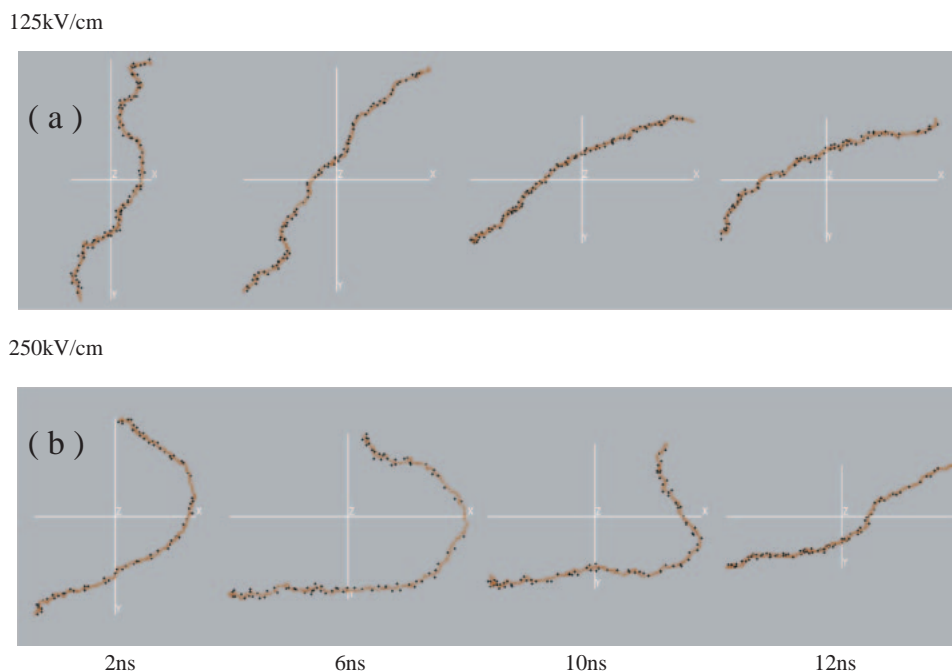 125kV/cm
( a )
Z X Z X Z X Z X
Y Y Y Y
250kV/cm
( b )
Z X Z X Z X Z
Y Y Y
2ns 6ns 10ns 12ns